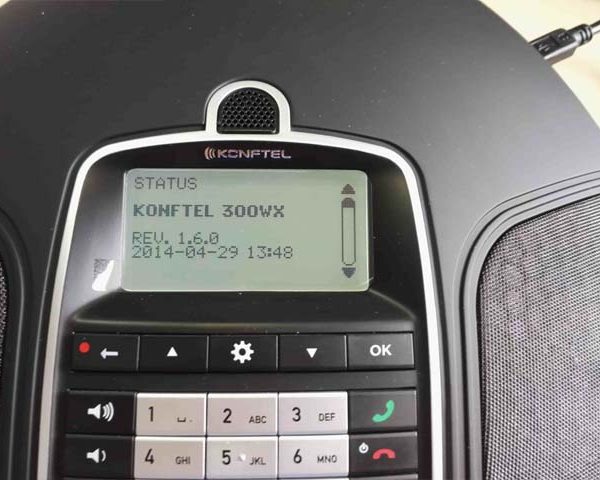 KONFTEL
STATUS
KONFTEL 300WX
REV. 1.6.0
2014-04-29 13:48
OK
1
2 ABC
3 DEF
4 GHI
5 JKL
6 MNO